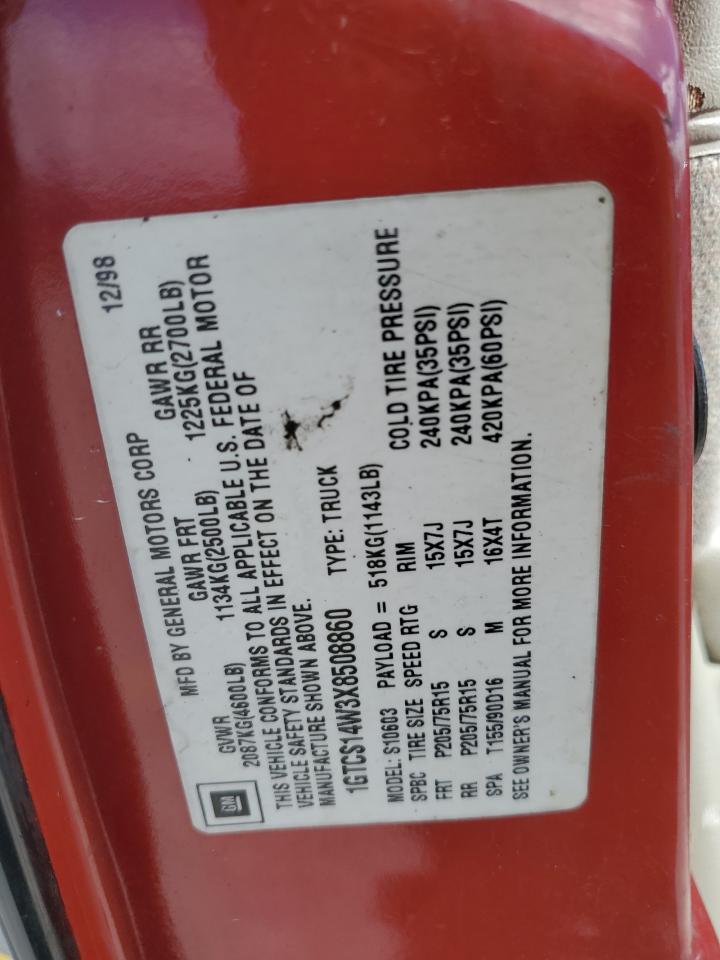 GM
MFD BY GENERAL MOTORS CORP 12/98
GVWR GAWR FRT GAWR RR
2087KG(4600LB) 1134KG(2500LB) 1225KG(2700LB)
THIS VEHICLE CONFORMS TO ALL APPLICABLE U.S. FEDERAL MOTOR
VEHICLE SAFETY STANDARDS IN EFFECT ON THE DATE OF
MANUFACTURE SHOWN ABOVE.
1GTCS14W3X8508860 TYPE: TRUCK
MODEL: S10603 PAYLOAD = 518KG(1143LB)
SPBC TIRE SIZE SPEED RTG RIM COLD TIRE PRESSURE
FRT P205/75R15 S 15X7J 240KPA(35PSI)
RR P205/75R15 S 15X7J 240KPA(35PSI)
SPA T155/90D16 M 16X4T 420KPA(60PSI)
SEE OWNER'S MANUAL FOR MORE INFORMATION.